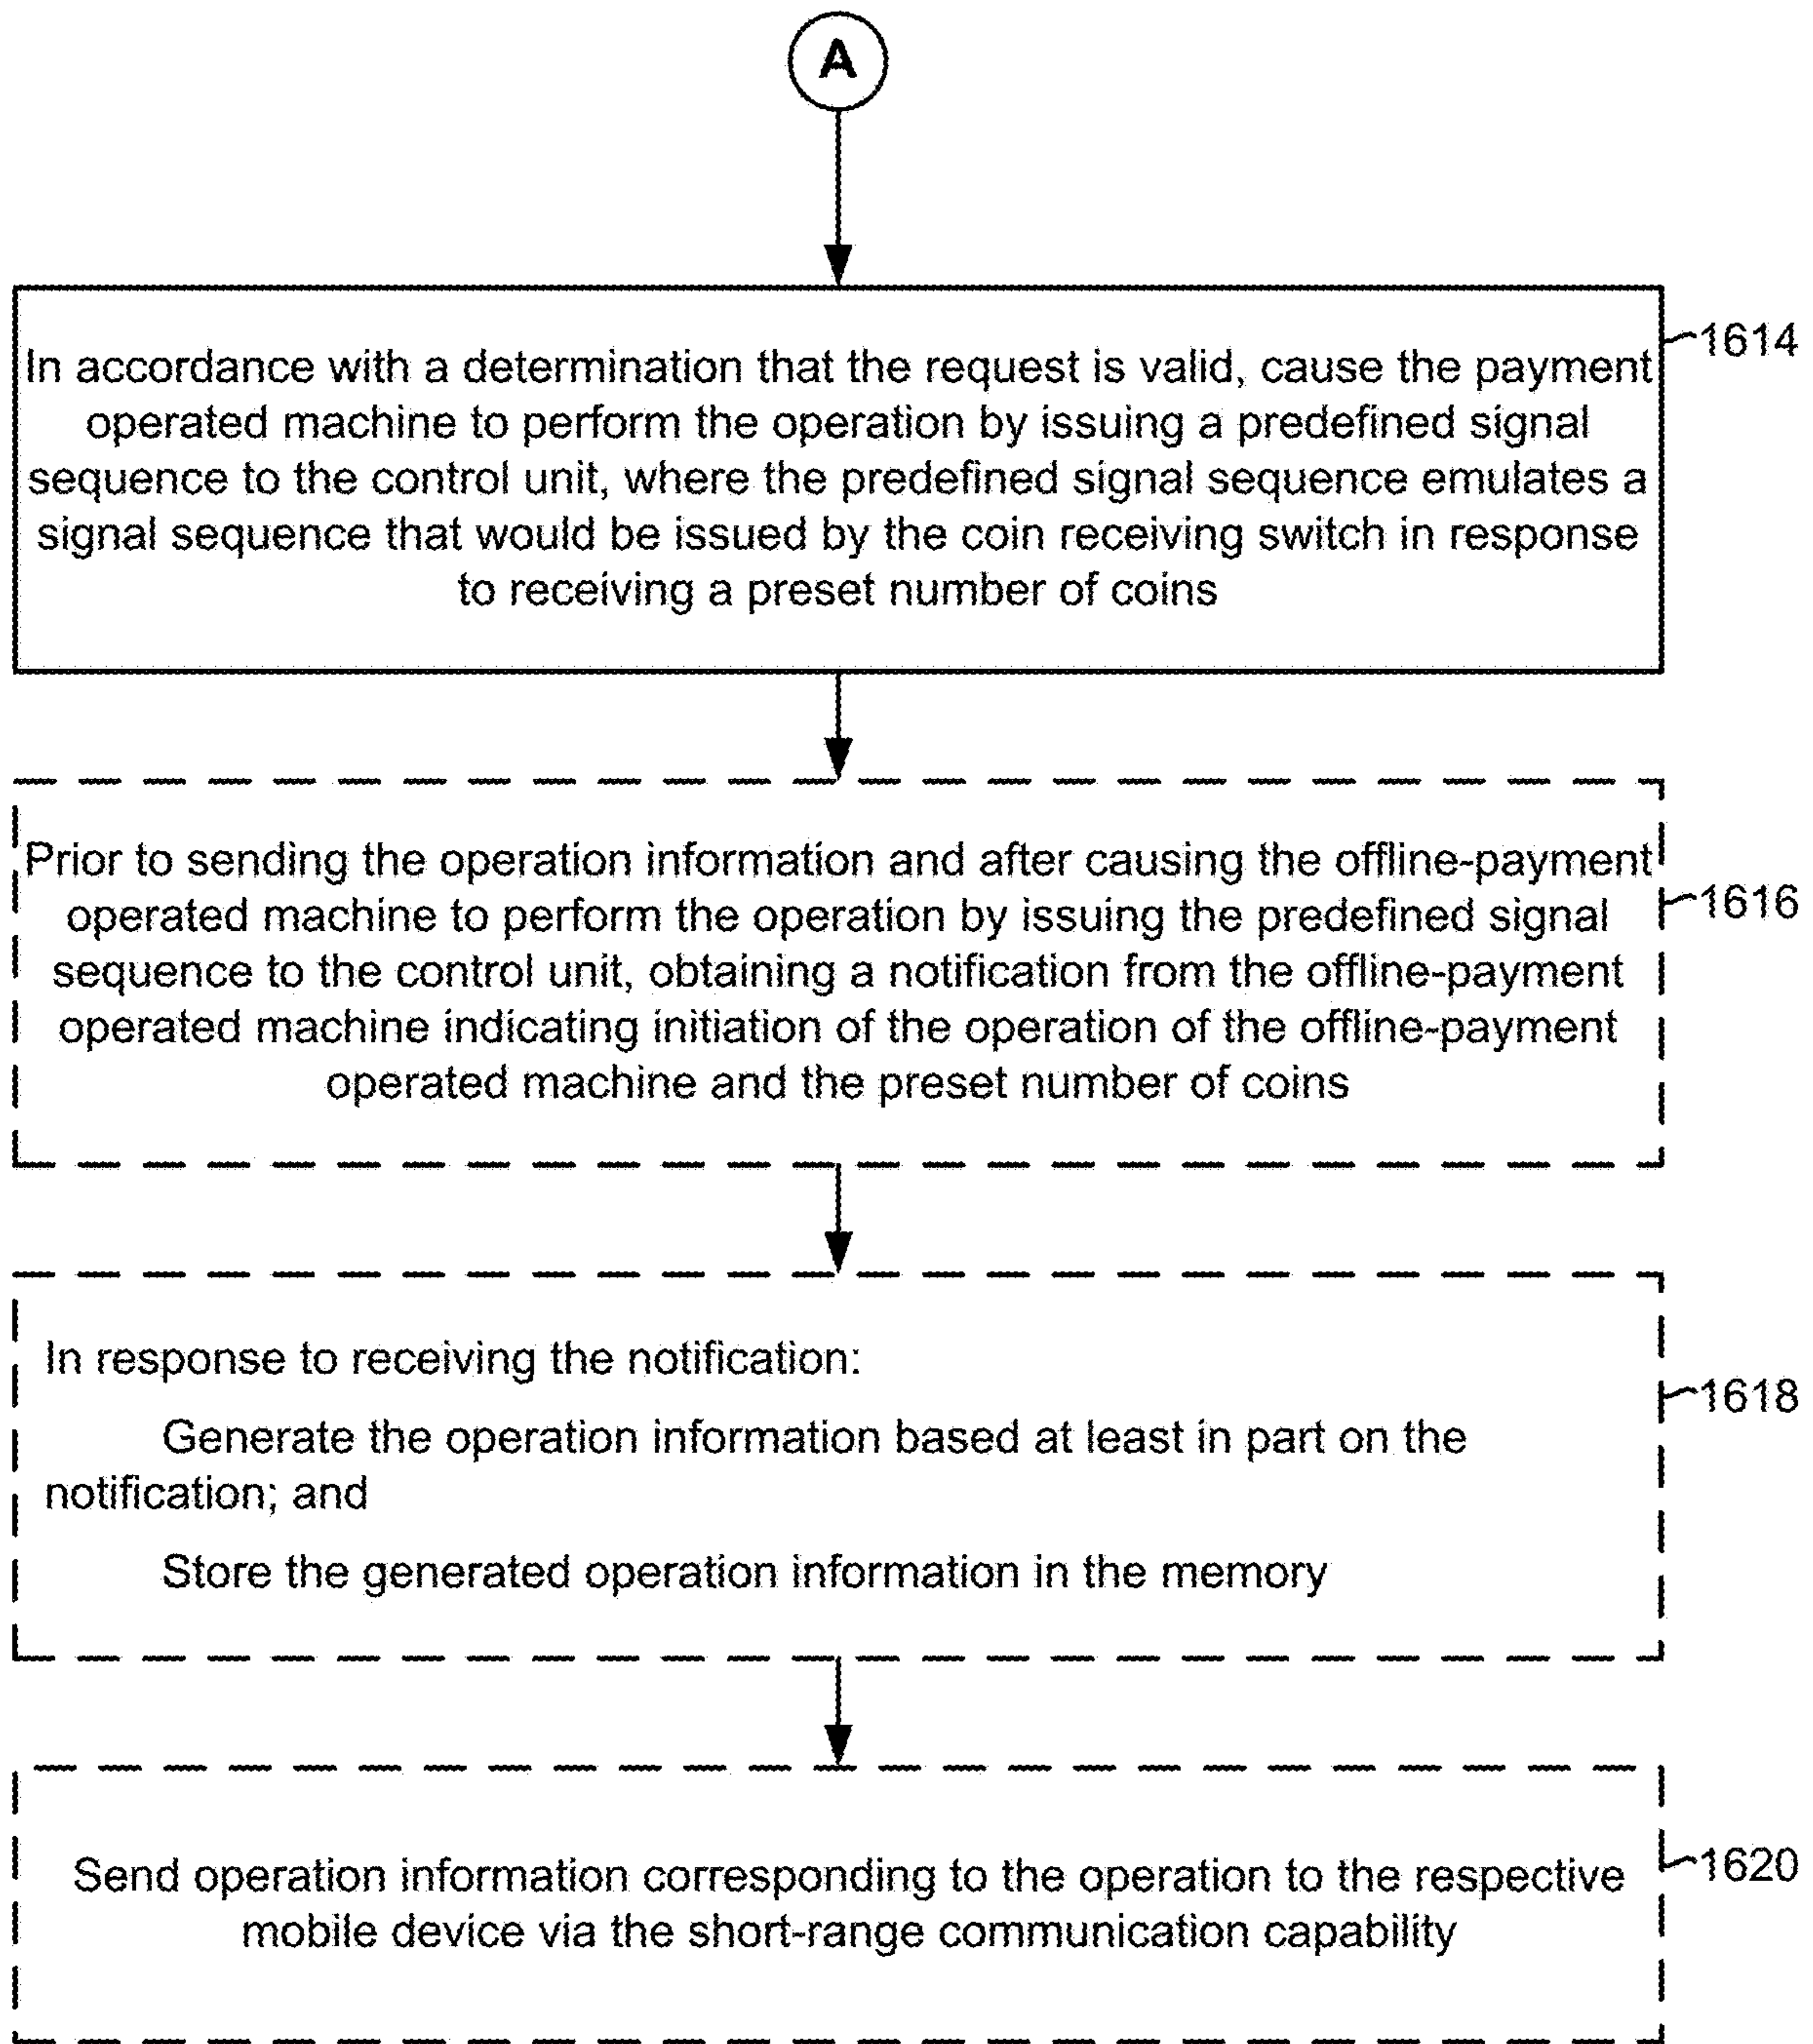 A
In accordance with a determination that the request is valid, cause the payment
operated machine to perform the operation by issuing a predefined signal
sequence to the control unit, where the predefined signal sequence emulates a
signal sequence that would be issued by the coin receiving switch in response
to receiving a preset number of coins
1614
Prior to sending the operation information and after causing the offline-payment
operated machine to perform the operation by issuing the predefined signal
sequence to the control unit, obtaining a notification from the offline-payment
operated machine indicating initiation of the operation of the offline-payment
operated machine and the preset number of coins
1616
In response to receiving the notification:
Generate the operation information based at least in part on the
notification; and
Store the generated operation information in the memory
1618
Send operation information corresponding to the operation to the respective
mobile device via the short-range communication capability
1620